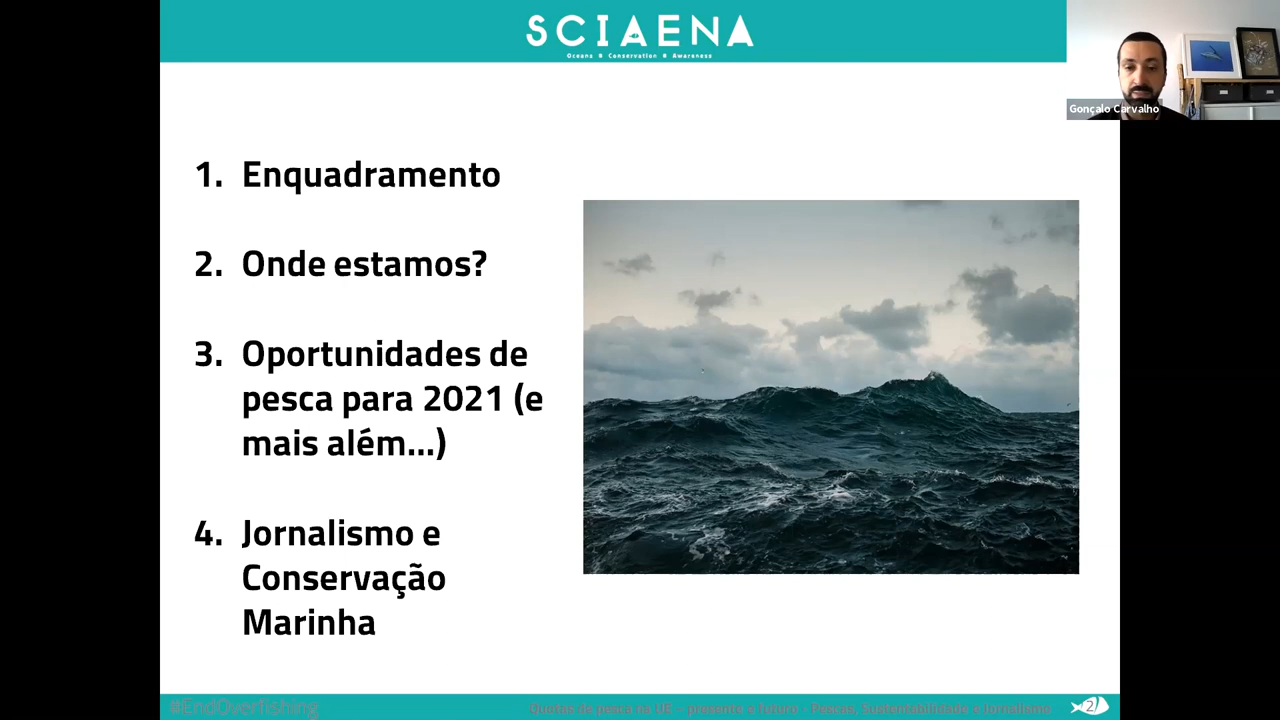 SCIAENA
Oceans # Conservation # Awareness
Gonçalo Carvalho
1. Enquadramento
2. Onde estamos?
3. Oportunidades de
pesca para 2021 (e
mais além...)
4. Jornalismo e
Conservação
Marinha
#EndOverfishing
Quotas de pesca na UE – presente e futuro - Pescas, Sustentabilidade e Jornalismo
2